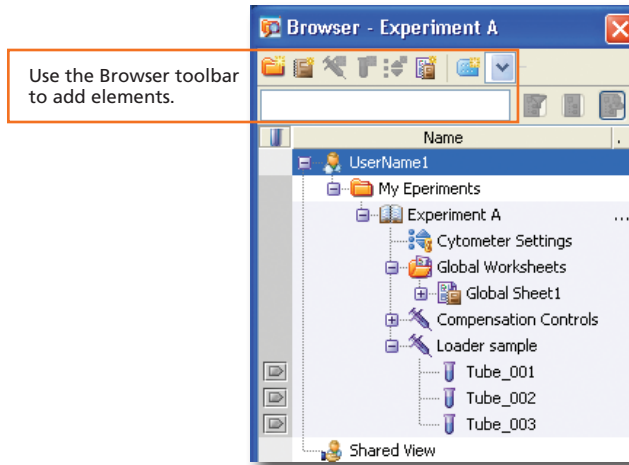 Browser - Experiment A
Use the Browser toolbar
to add elements.
Name
.
UserName1
My Eperiments
Experiment A ...
Cytometer Settings
Global Worksheets
Global Sheet1
Compensation Controls
Loader sample
Tube_001
Tube_002
Tube_003
Shared View